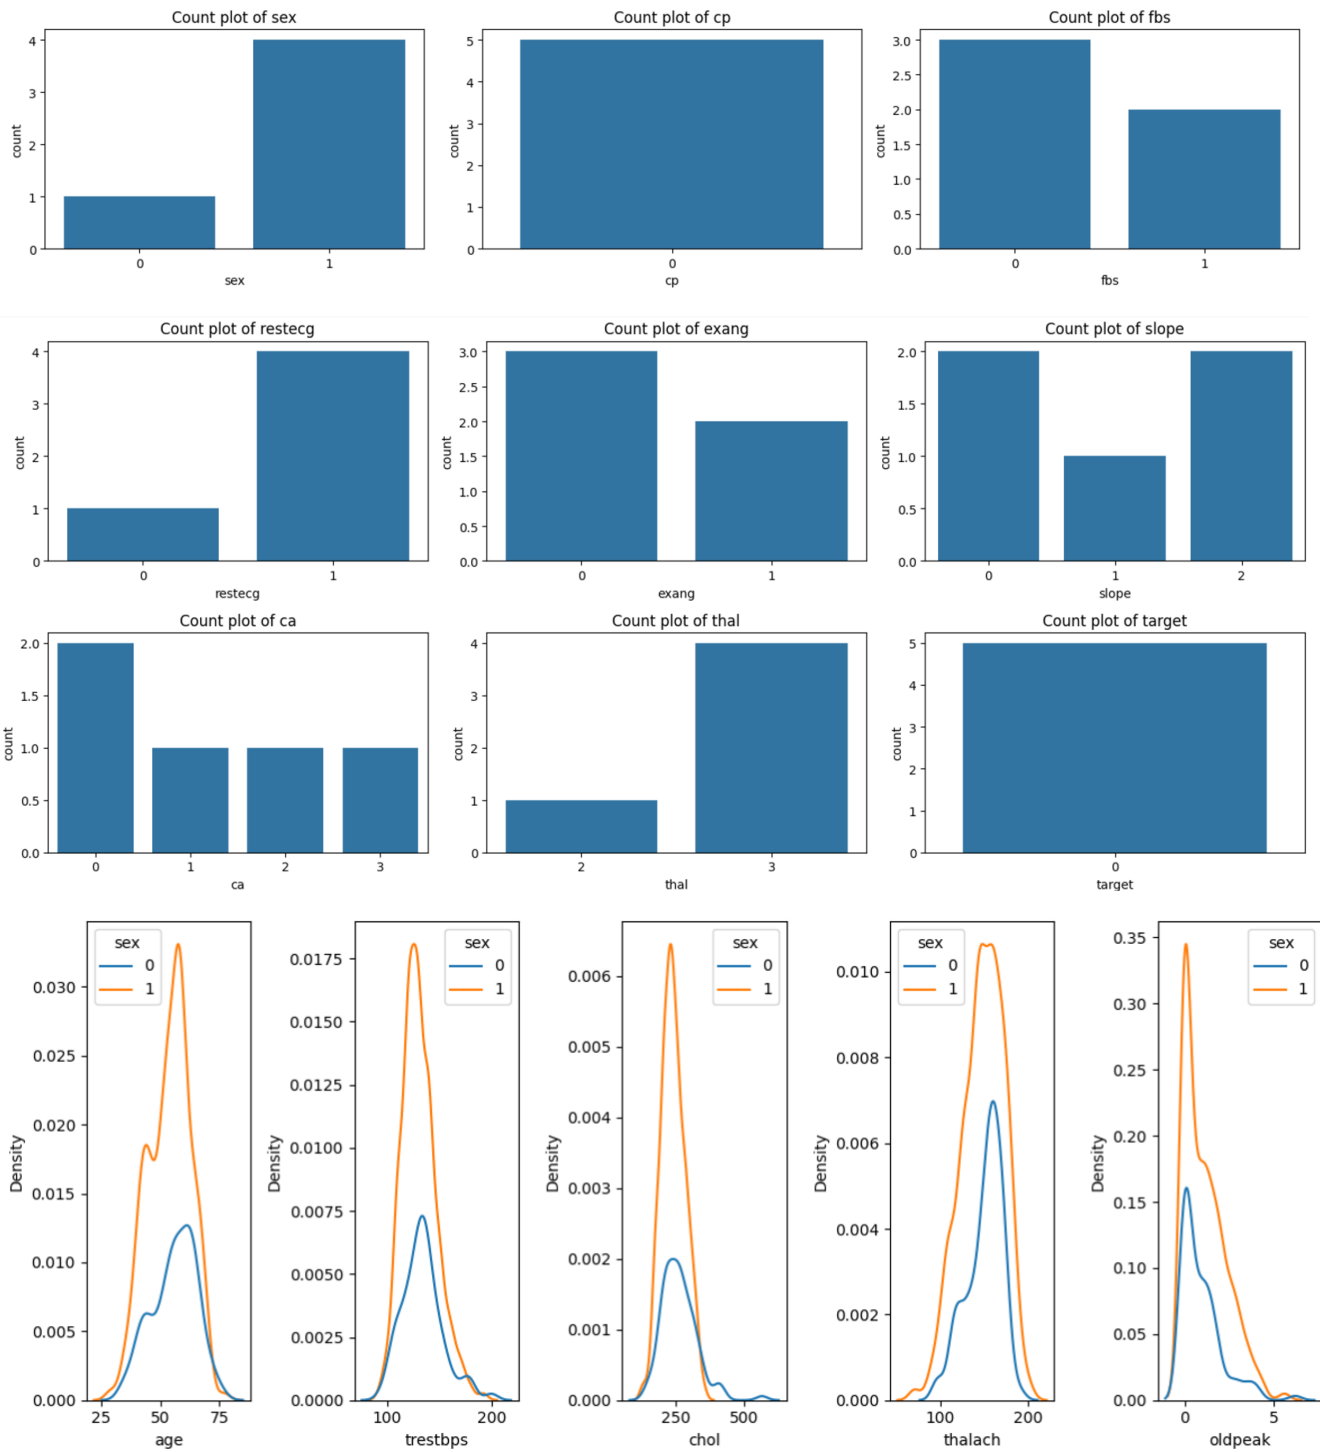 Count plot of sex
4
3
2
1
0
count
0 1
sex
Count plot of cp
5
4
3
2
1
0
count
0
cp
Count plot of fbs
3.0
2.5
2.0
1.5
1.0
0.5
0.0
count
0 1
fbs
Count plot of restecg
4
3
2
1
0
count
0 1
restecg
Count plot of exang
3.0
2.5
2.0
1.5
1.0
0.5
0.0
count
0 1
exang
Count plot of slope
2.0
1.5
1.0
0.5
0.0
count
0 1 2
slope
Count plot of ca
2.0
1.5
1.0
0.5
0.0
count
0 1 2 3
ca
Count plot of thal
4
3
2
1
0
count
2 3
thal
Count plot of target
5
4
3
2
1
0
count
0
target
sex
0
1
0.030
0.025
0.020
0.015
0.010
0.005
0.000
Density
25 50 75
age
sex
0
1
0.0175
0.0150
0.0125
0.0100
0.0075
0.0050
0.0025
0.0000
Density
100 200
trestbps
sex
0
1
0.006
0.005
0.004
0.003
0.002
0.001
0.000
Density
250 500
chol
sex
0
1
0.010
0.008
0.006
0.004
0.002
0.000
Density
100 200
thalach
sex
0
1
0.35
0.30
0.25
0.20
0.15
0.10
0.05
0.00
Density
0 5
oldpeak